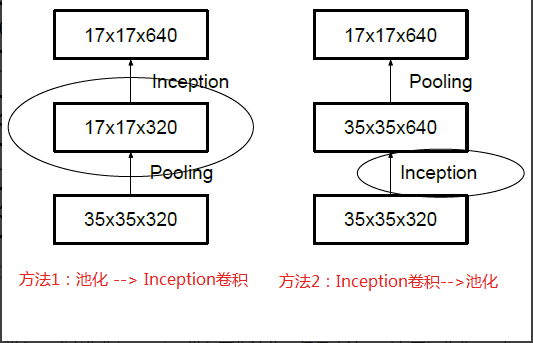 17x17x640
Inception
17x17x320
Pooling
35x35x320
方法1：池化 --> Inception卷积
17x17x640
Pooling
35x35x640
Inception
35x35x320
方法2：Inception卷积-->池化